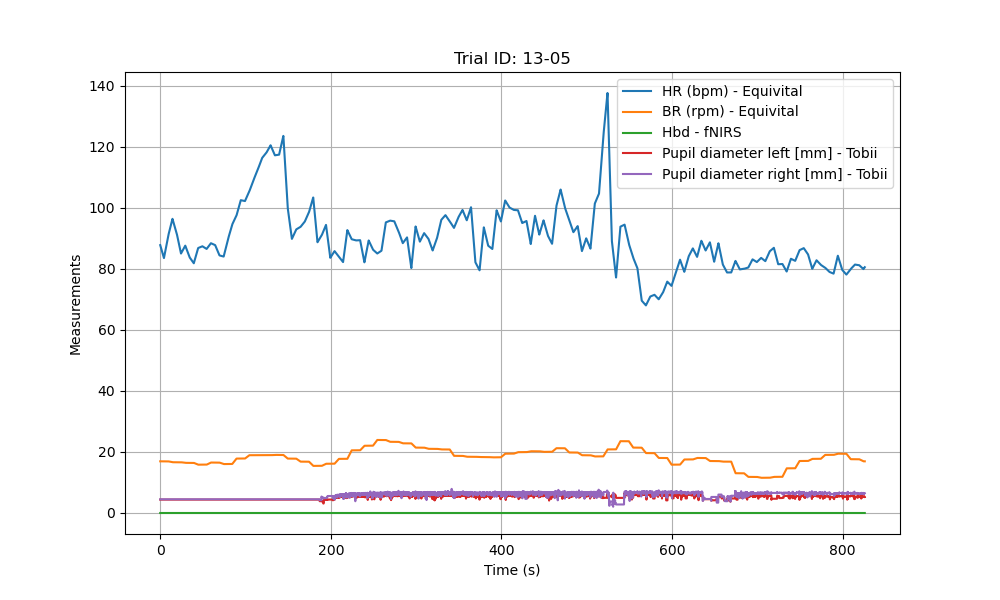 Trial ID: 13-05
HR (bpm) - Equivital
BR (rpm) - Equivital
Hbd - fNIRS
Pupil diameter left [mm] - Tobii
Pupil diameter right [mm] - Tobii
Measurements
140
120
100
80
60
40
20
0
0 200 400 600 800
Time (s)